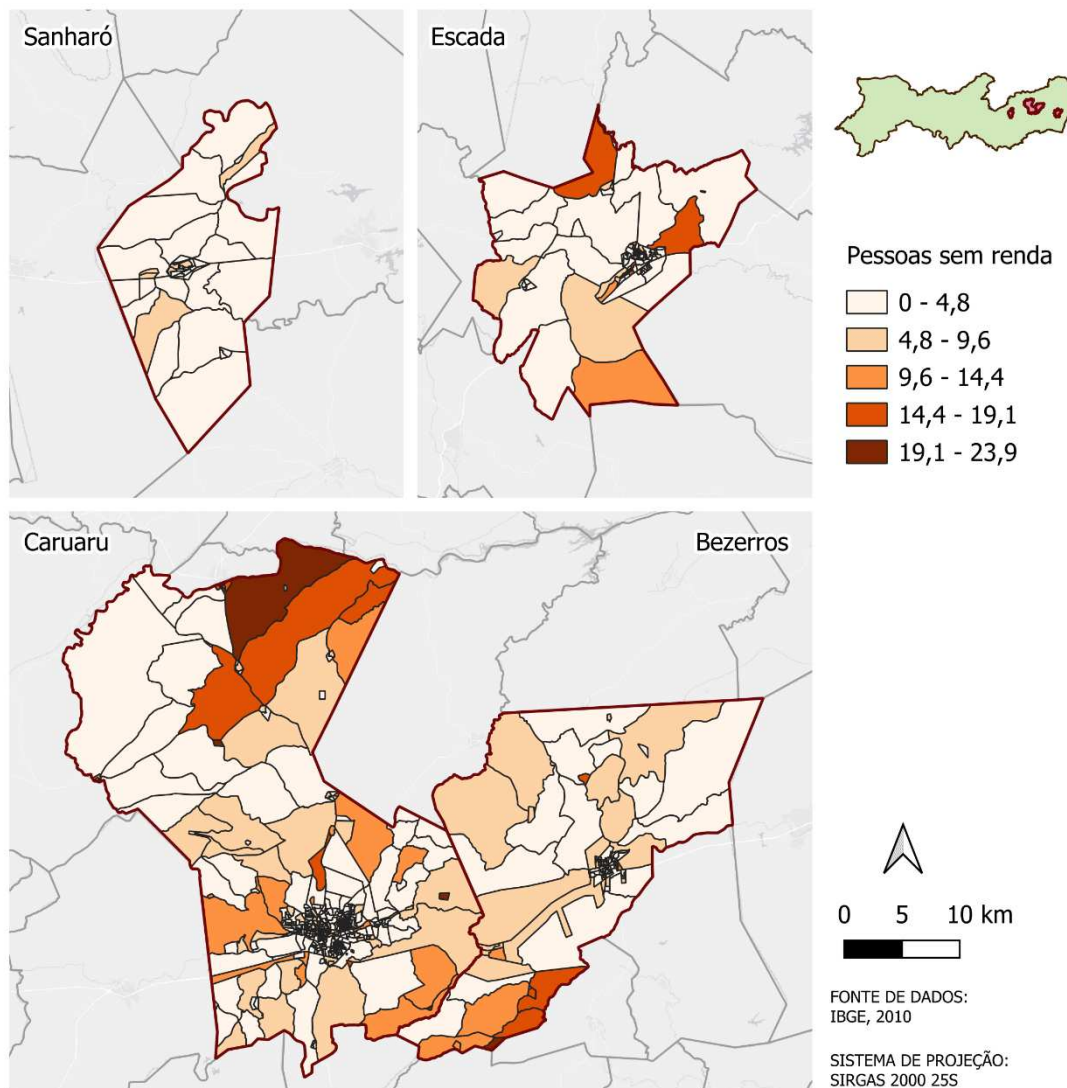 Sanharó
Escada
Pessoas sem renda
0 - 4,8
4,8 - 9,6
9,6 - 14,4
14,4 - 19,1
19,1 - 23,9
Caruaru
Bezerros
0 5 10 km
FONTE DE DADOS:
IBGE, 2010
SISTEMA DE PROJEÇÃO:
SIRGAS 2000 25S